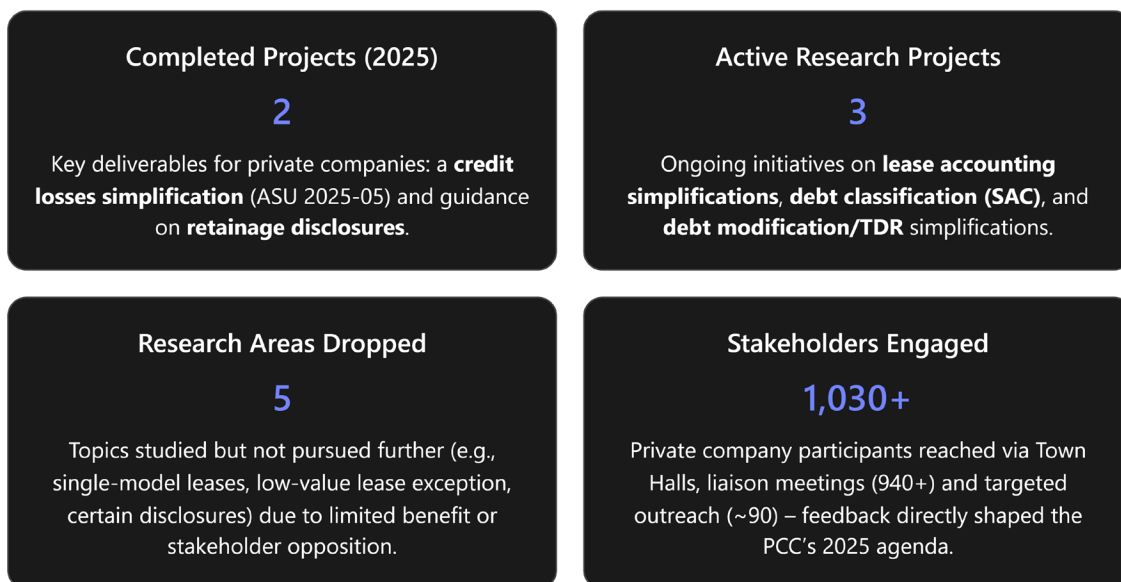 Completed Projects (2025)
2
Key deliverables for private companies: a credit
losses simplification (ASU 2025-05) and guidance
on retainage disclosures.
Active Research Projects
3
Ongoing initiatives on lease accounting
simplifications, debt classification (SAC), and
debt modification/TDR simplifications.
Research Areas Dropped
5
Topics studied but not pursued further (e.g.,
single-model leases, low-value lease exception,
certain disclosures) due to limited benefit or
stakeholder opposition.
Stakeholders Engaged
1,030+
Private company participants reached via Town
Halls, liaison meetings (940+) and targeted
outreach (~90) – feedback directly shaped the
PCC’s 2025 agenda.